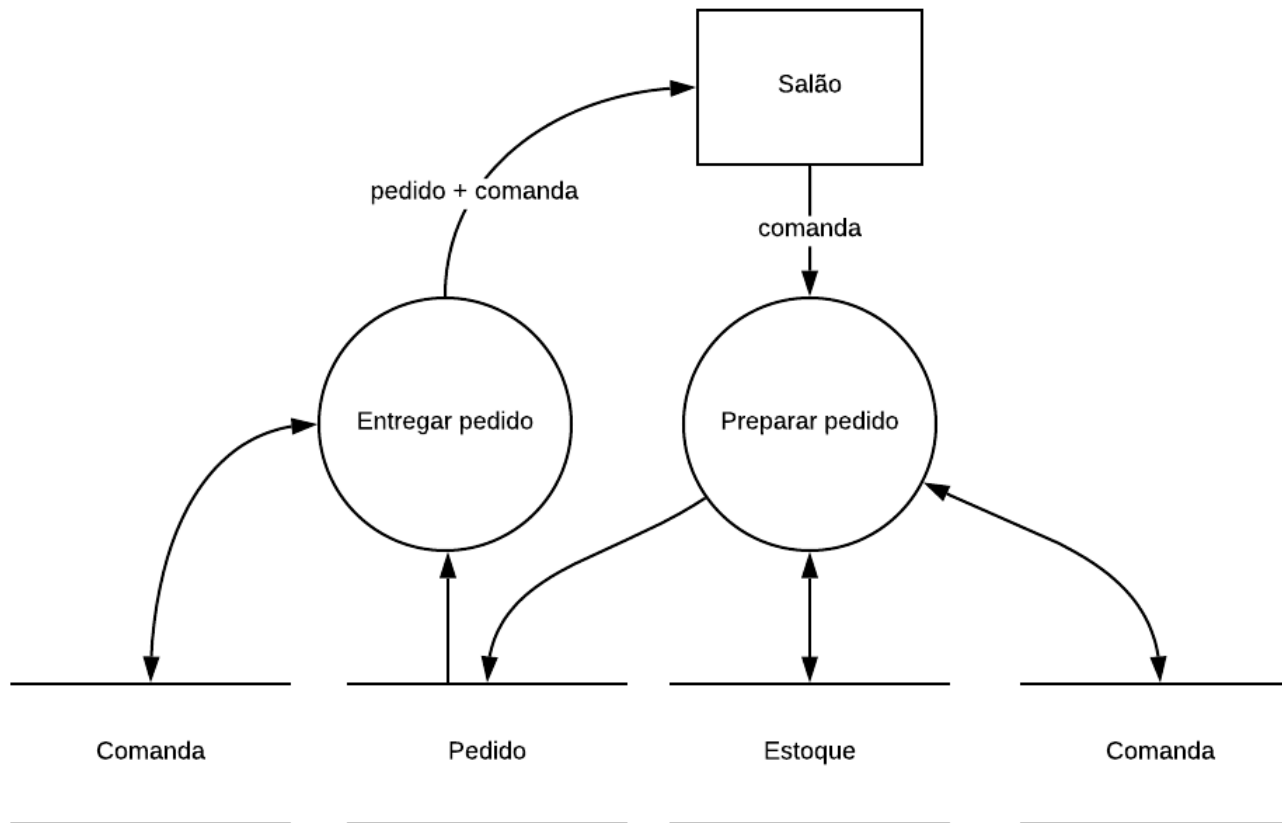 Salão
pedido + comanda
comanda
Entregar pedido
Preparar pedido
Comanda
Pedido
Estoque
Comanda